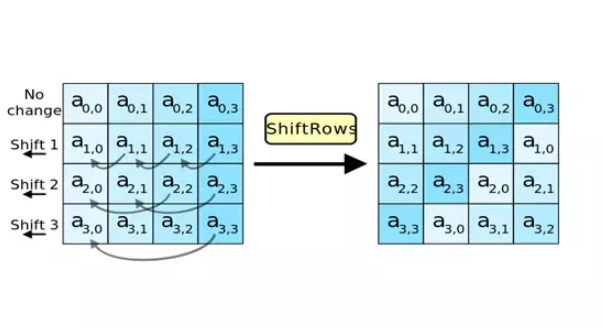 No change
a0,0 a0,1 a0,2 a0,3
Shift 1
a1,0 a1,1 a1,2 a1,3
Shift 2
a2,0 a2,1 a2,2 a2,3
Shift 3
a3,0 a3,1 a3,2 a3,3
ShiftRows
a0,0 a0,1 a0,2 a0,3
a1,1 a1,2 a1,3 a1,0
a2,2 a2,3 a2,0 a2,1
a3,3 a3,0 a3,1 a3,2